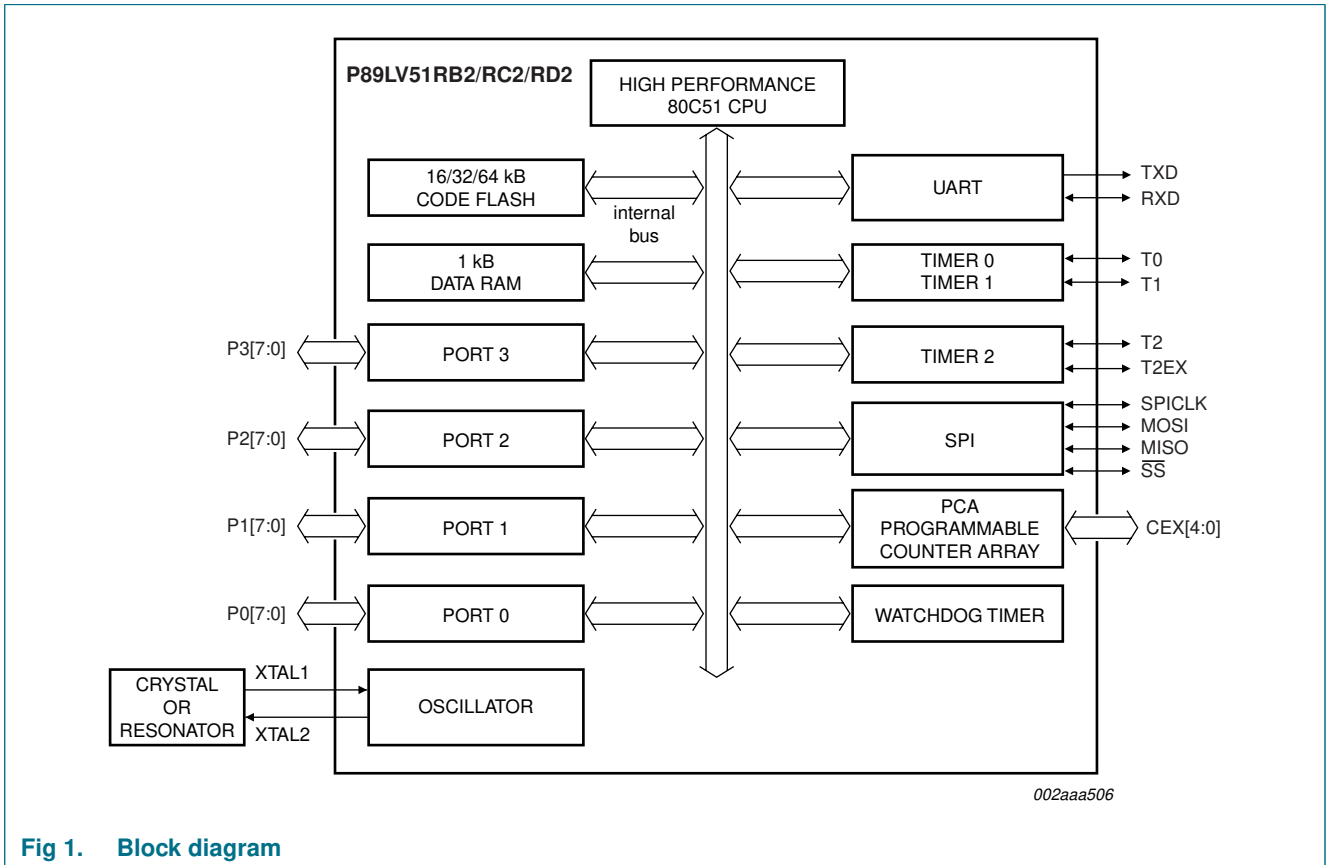 P89LV51RB2/RC2/RD2
HIGH PERFORMANCE
80C51 CPU
16/32/64 kB
CODE FLASH
internal
bus
UART
TXD
RXD
1 kB
DATA RAM
TIMER 0
TIMER 1
T0
T1
P3[7:0]
PORT 3
TIMER 2
T2
T2EX
P2[7:0]
PORT 2
SPI
SPICLK
MOSI
MISO
S̅S̅
P1[7:0]
PORT 1
PCA
PROGRAMMABLE
COUNTER ARRAY
CEX[4:0]
P0[7:0]
PORT 0
WATCHDOG TIMER
CRYSTAL
OR
RESONATOR
XTAL1
XTAL2
OSCILLATOR
002aaa506
Fig 1. Block diagram